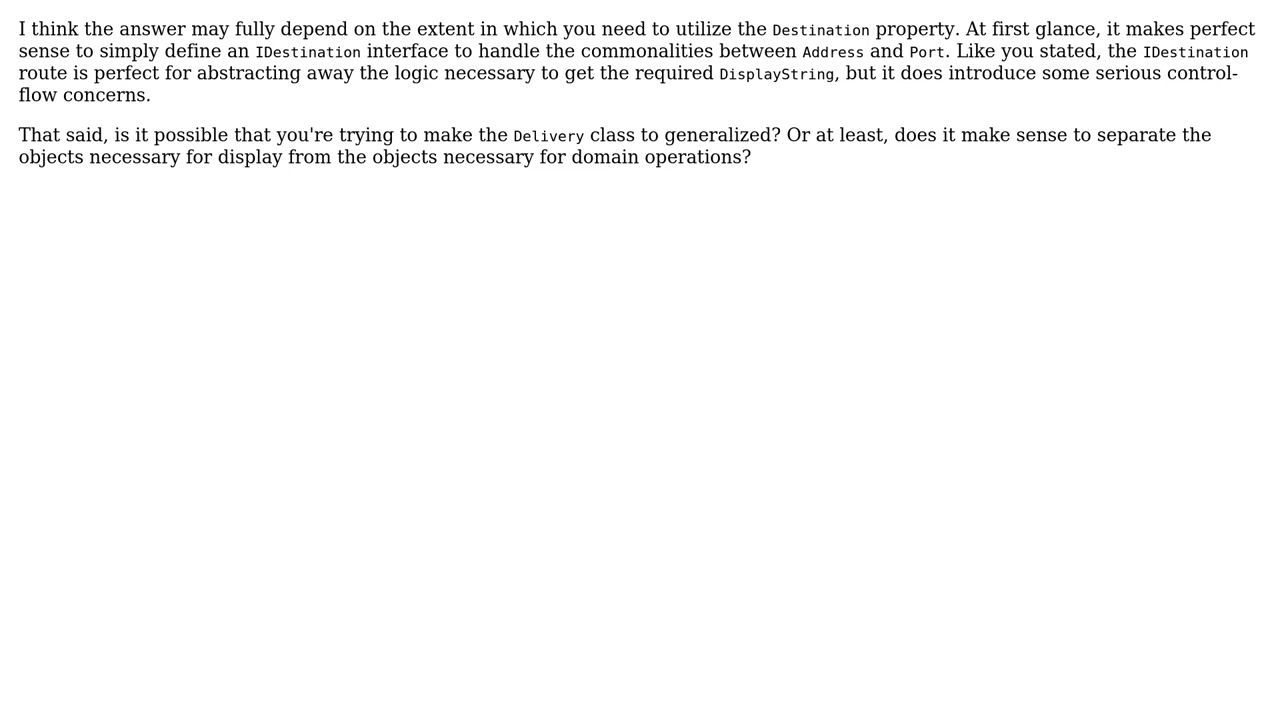 I think the answer may fully depend on the extent in which you need to utilize the Destination property. At first glance, it makes perfect
sense to simply define an IDestination interface to handle the commonalities between Address and Port. Like you stated, the IDestination
route is perfect for abstracting away the logic necessary to get the required DisplayString, but it does introduce some serious control-
flow concerns.
That said, is it possible that you're trying to make the Delivery class to generalized? Or at least, does it make sense to separate the
objects necessary for display from the objects necessary for domain operations?